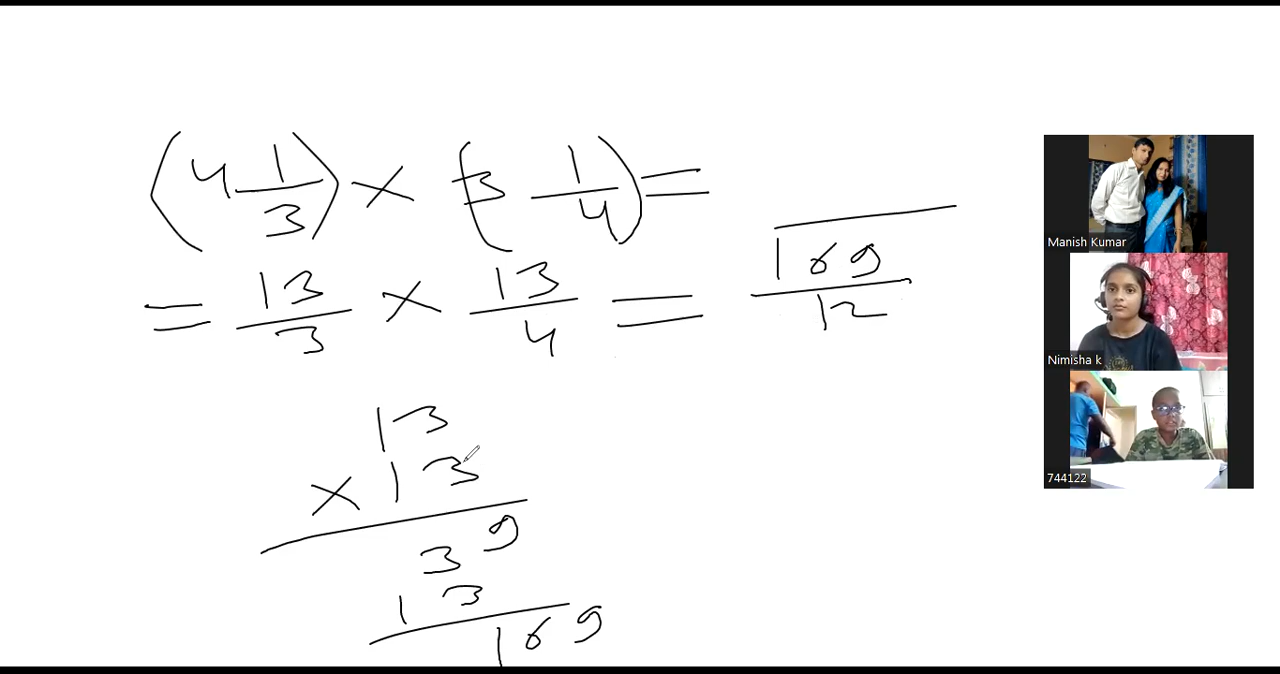 (4 1/3) × (3 1/4) =
= 13/3 × 13/4 = 169/12
13
× 13
39
13
169
Manish Kumar
Nimisha k
744122